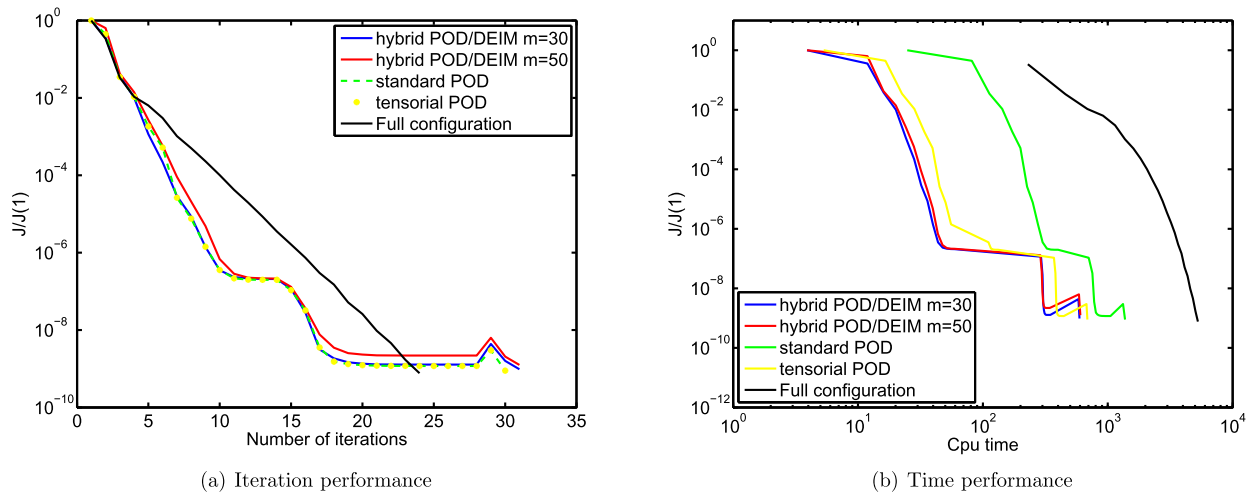 10^0
10^−2
10^−4
10^−6
10^−8
10^−10
J/J(1)
hybrid POD/DEIM m=30
hybrid POD/DEIM m=50
standard POD
tensorial POD
Full configuration
0 5 10 15 20 25 30 35
Number of iterations
(a) Iteration performance
10^0
10^−2
10^−4
10^−6
10^−8
10^−10
10^−12
J/J(1)
hybrid POD/DEIM m=30
hybrid POD/DEIM m=50
standard POD
tensorial POD
Full configuration
10^0 10^1 10^2 10^3 10^4
Cpu time
(b) Time performance